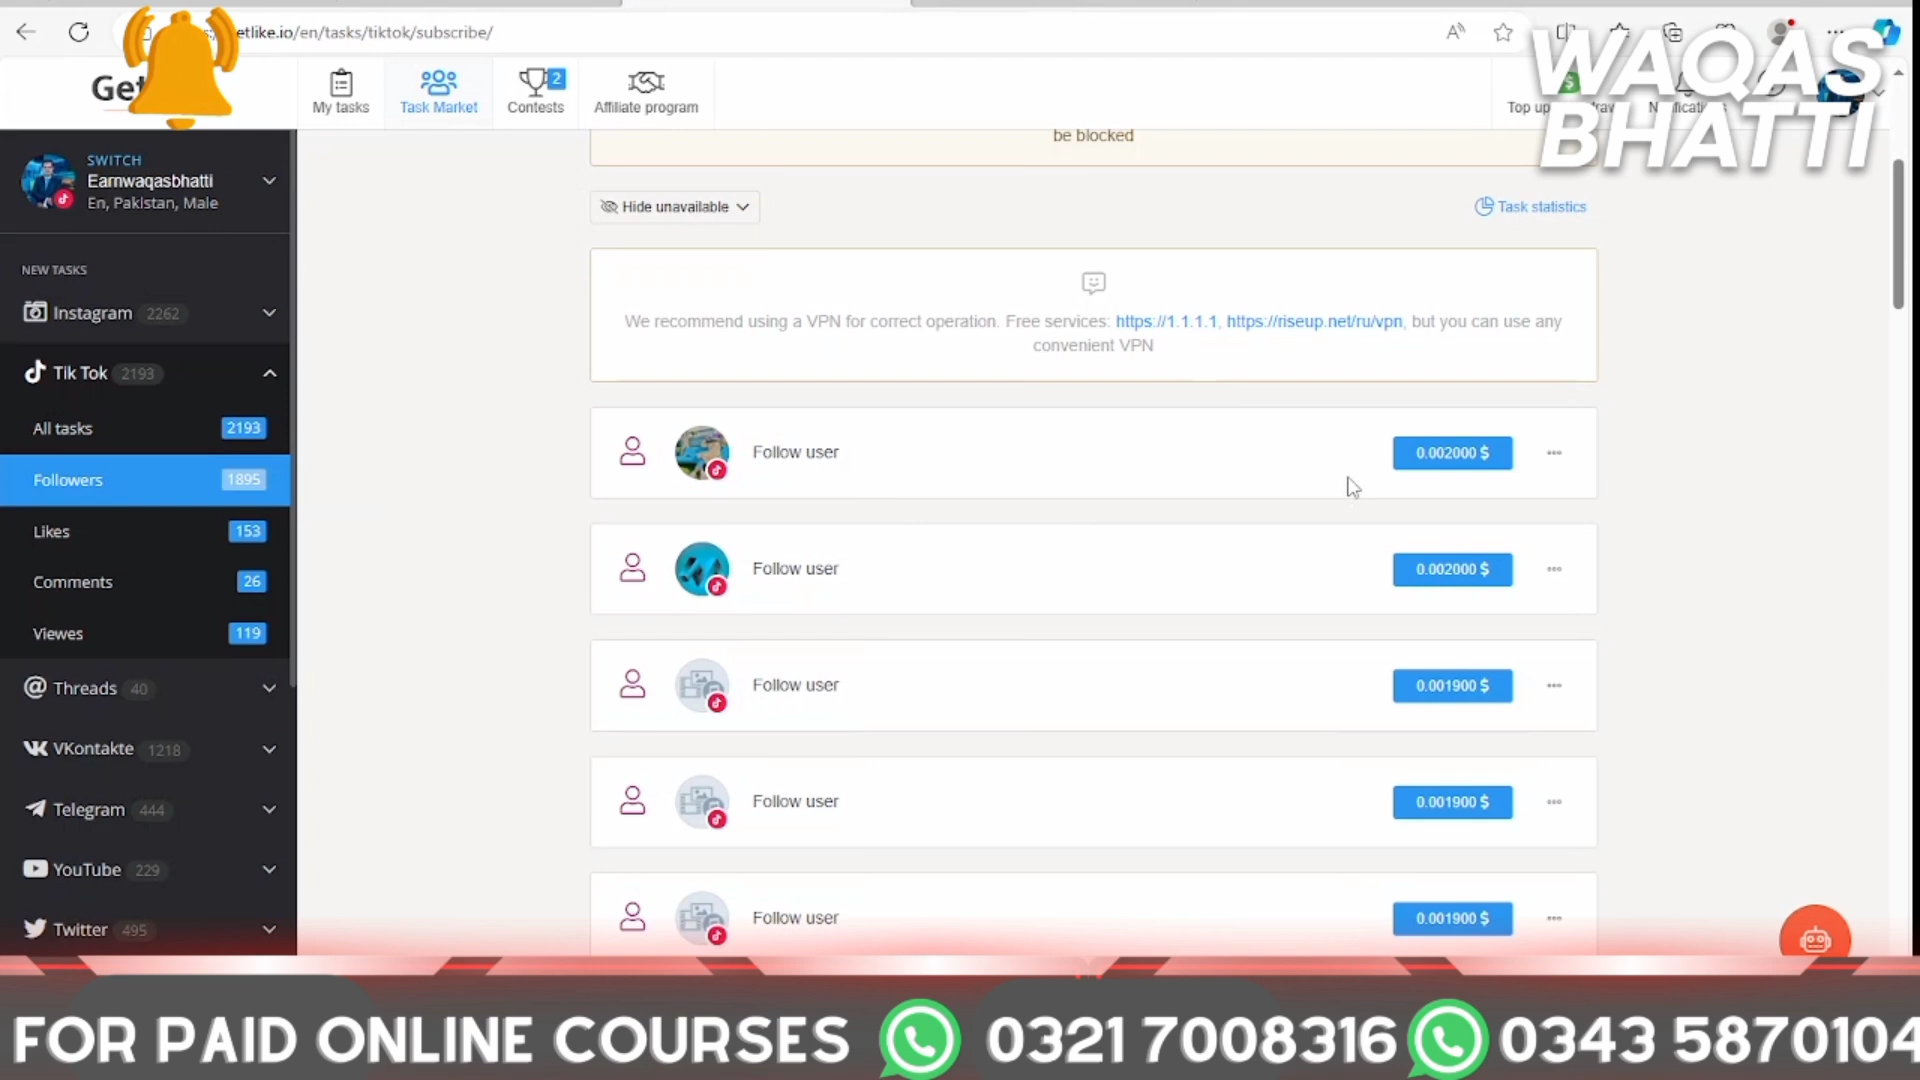 etlike.io/en/tasks/tiktok/subscribe/
Get
My tasks
Task Market
Contests
2
Affiliate program
Top up
WAQAS
BHATTI
SWITCH
Earnwaqasbhatti
En, Pakistan, Male
NEW TASKS
Instagram 2262
Tik Tok 2193
All tasks 2193
Followers 1895
Likes 153
Comments 26
Viewes 119
Threads 40
VKontakte 1218
Telegram 444
YouTube 229
Twitter 495
be blocked
Hide unavailable
Task statistics
We recommend using a VPN for correct operation. Free services: https://1.1.1.1, https://riseup.net/ru/vpn, but you can use any
convenient VPN
Follow user 0.002000 $
Follow user 0.002000 $
Follow user 0.001900 $
Follow user 0.001900 $
Follow user 0.001900 $
FOR PAID ONLINE COURSES 0321 7008316 0343 5870104